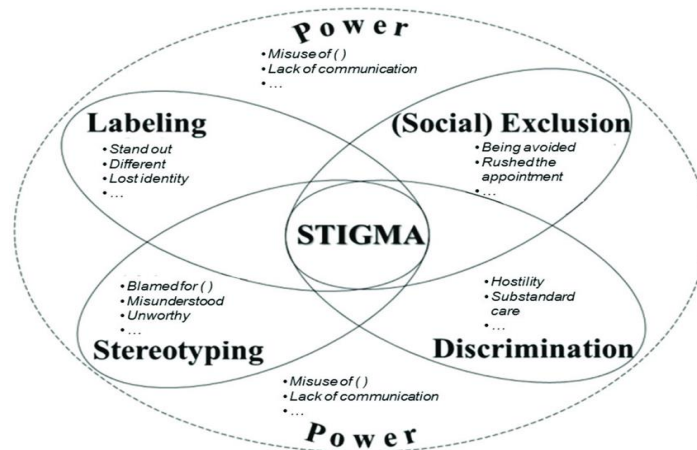 Power
• Misuse of ( )
• Lack of communication
• ...
Labeling
• Stand out
• Different
• Lost identity
• ...
(Social) Exclusion
• Being avoided
• Rushed the
appointment
• ...
STIGMA
• Blamed for ( )
• Misunderstood
• Unworthy
• ...
Stereotyping
• Hostility
• Substandard
care
• ...
Discrimination
• Misuse of ( )
• Lack of communication
• ...
Power